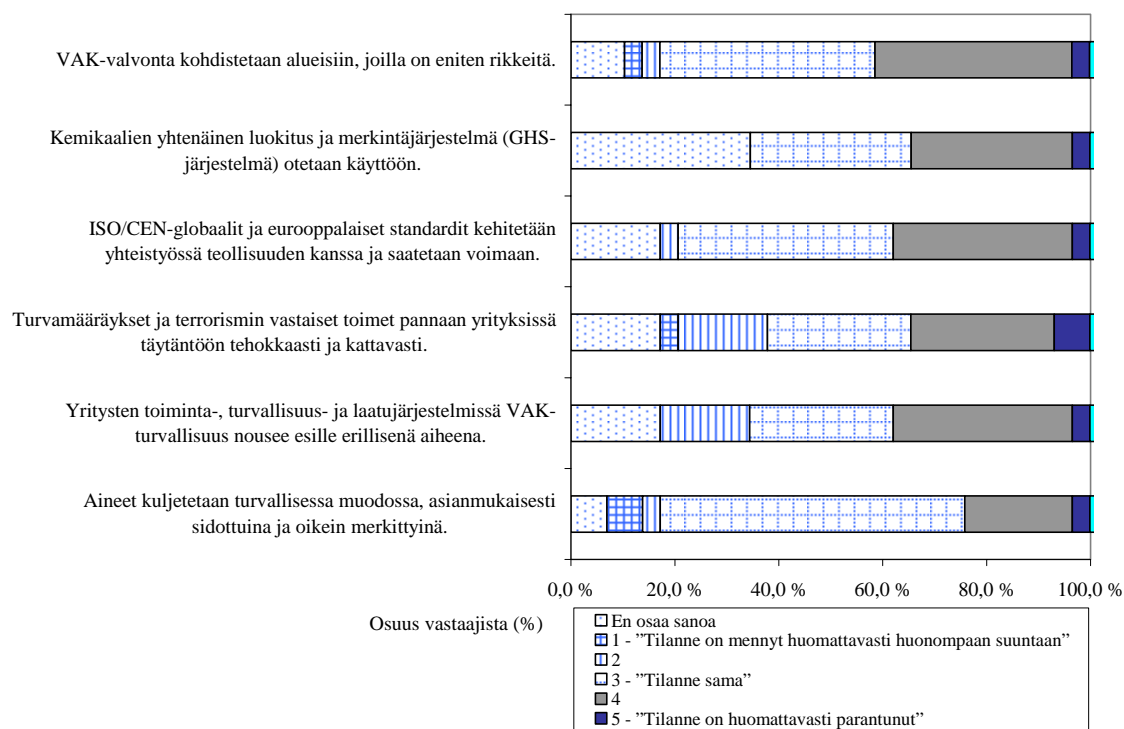 VAK-valvonta kohdistetaan alueisiin, joilla on eniten rikkeitä.
Kemikaalien yhtenäinen luokitus ja merkintäjärjestelmä (GHS-
järjestelmä) otetaan käyttöön.
ISO/CEN-globaalit ja eurooppalaiset standardit kehitetään
yhteistyössä teollisuuden kanssa ja saatetaan voimaan.
Turvamääräykset ja terrorismin vastaiset toimet pannaan yrityksissä
täytäntöön tehokkaasti ja kattavasti.
Yritysten toiminta-, turvallisuus- ja laatujärjestelmissä VAK-
turvallisuus nousee esille erillisenä aiheena.
Aineet kuljetetaan turvallisessa muodossa, asianmukaisesti
sidottuina ja oikein merkittyinä.
0,0 % 20,0 % 40,0 % 60,0 % 80,0 % 100,0 %
Osuus vastaajista (%)
En osaa sanoa
1 - ”Tilanne on mennyt huomattavasti huonompaan suuntaan”
2
3 - ”Tilanne sama”
4
5 - ”Tilanne on huomattavasti parantunut”